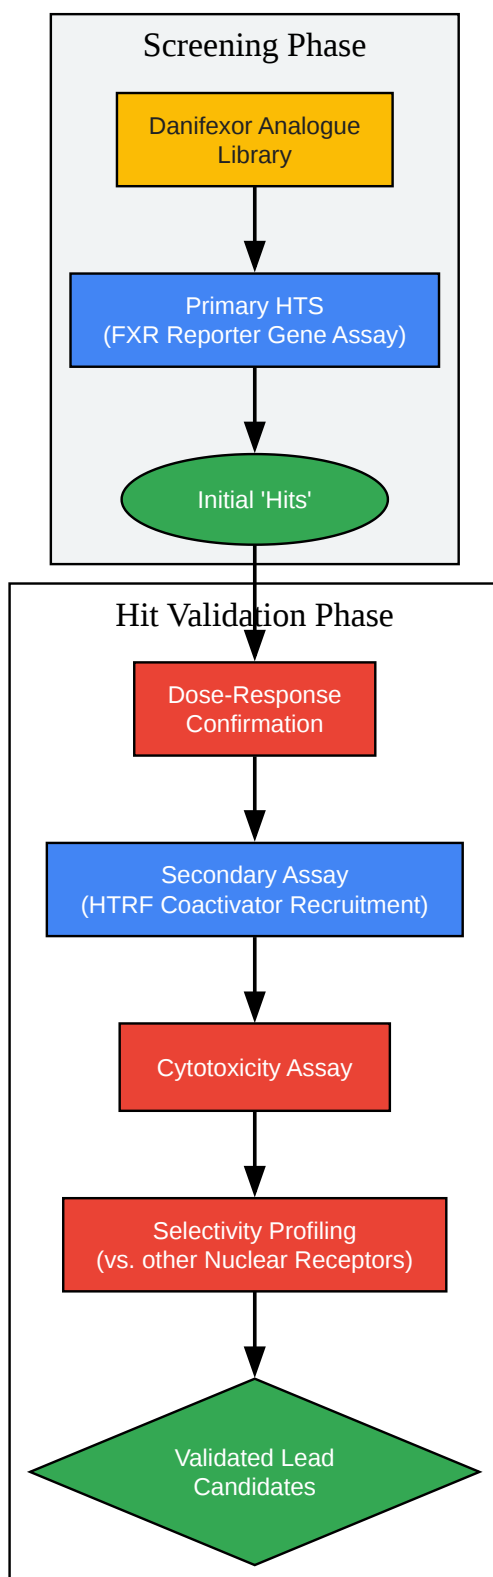 Screening Phase
Danifexor Analogue
Library
Primary HTS
(FXR Reporter Gene Assay)
Initial 'Hits'
Hit Validation Phase
Dose-Response
Confirmation
Secondary Assay
(HTRF Coactivator Recruitment)
Cytotoxicity Assay
Selectivity Profiling
(vs. other Nuclear Receptors)
Validated Lead
Candidates